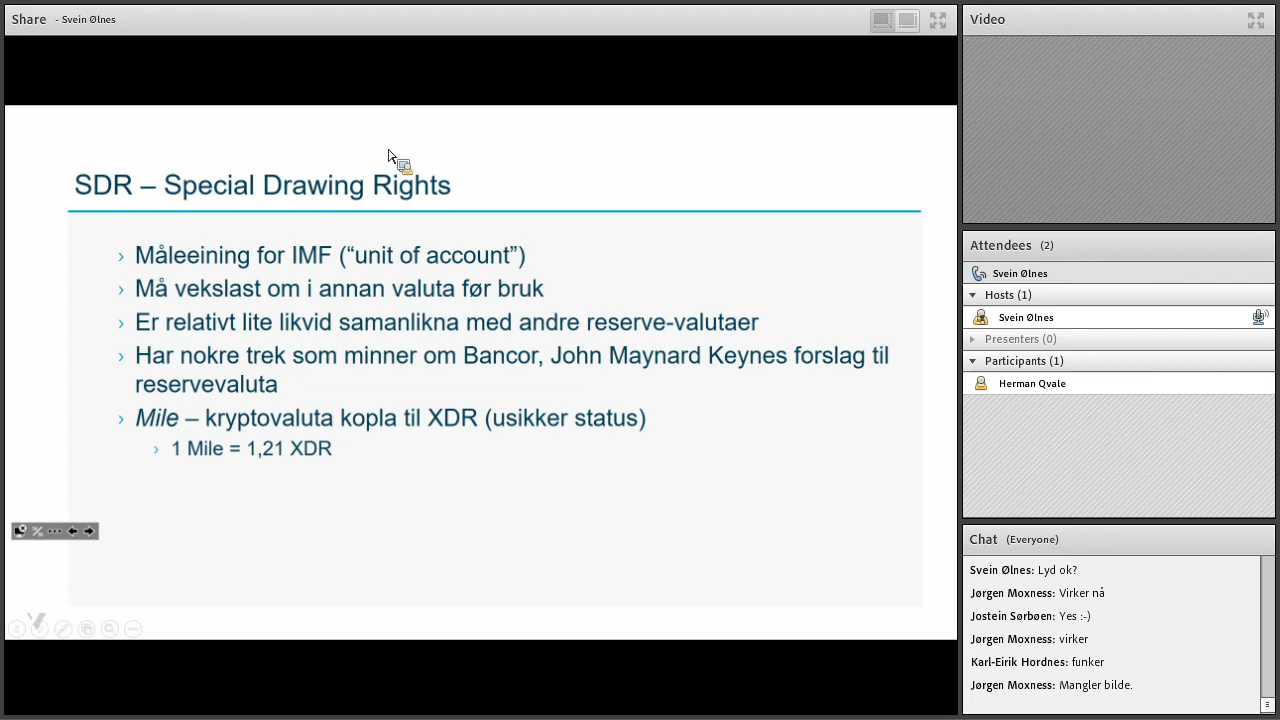 Share - Svein Ølnes
SDR – Special Drawing Rights
› Måleeining for IMF (“unit of account”)
› Må vekslast om i annan valuta før bruk
› Er relativt lite likvid samanlikna med andre reserve-valutaer
› Har nokre trek som minner om Bancor, John Maynard Keynes forslag til
reservevaluta
› Mile – kryptovaluta kopla til XDR (usikker status)
› 1 Mile = 1,21 XDR
Video
Attendees (2)
Svein Ølnes
Hosts (1)
Svein Ølnes
Presenters (0)
Participants (1)
Herman Qvale
Chat (Everyone)
Svein Ølnes: Lyd ok?
Jørgen Moxness: Virker nå
Jostein Sørbøen: Yes :-)
Jørgen Moxness: virker
Karl-Eirik Hordnes: funker
Jørgen Moxness: Mangler bilde.